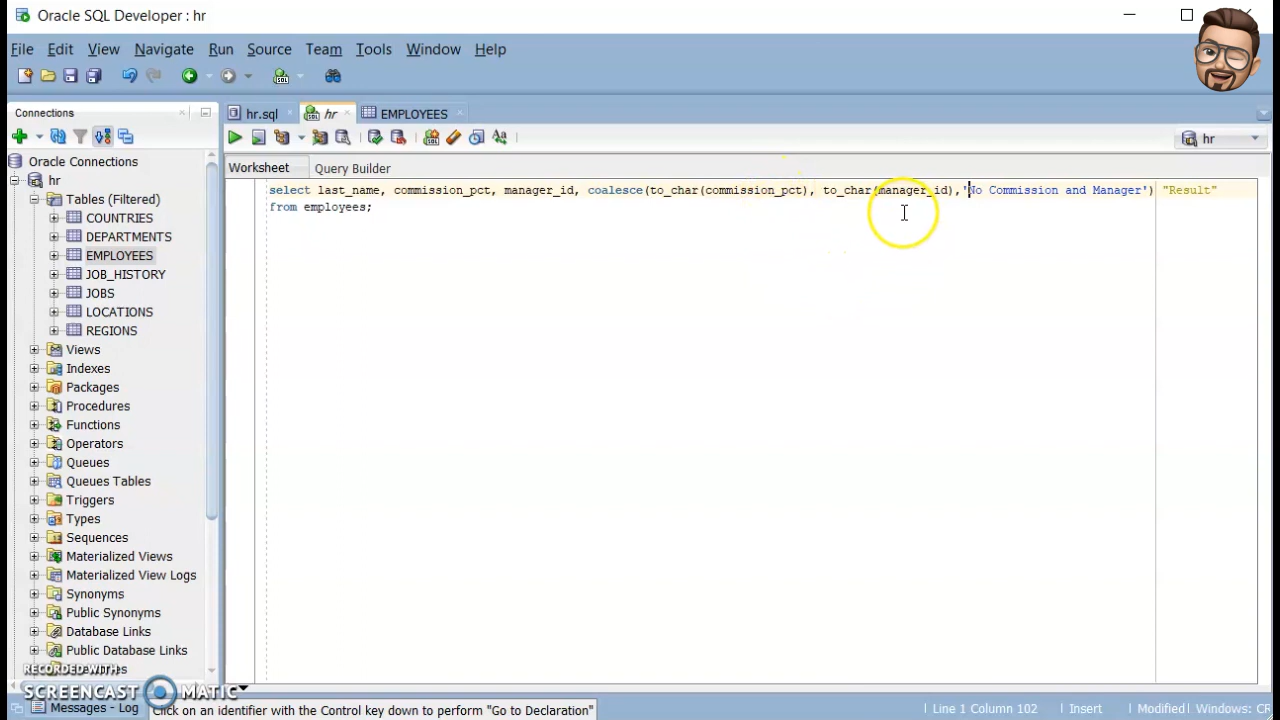 Oracle SQL Developer : hr
File Edit View Navigate Run Source Team Tools Window Help
Connections
hr.sql hr EMPLOYEES
hr
Oracle Connections
Worksheet Query Builder
hr
select last_name, commission_pct, manager_id, coalesce(to_char(commission_pct), to_char(manager_id),'No Commission and Manager') "Result"
from employees;
Tables (Filtered)
COUNTRIES
DEPARTMENTS
EMPLOYEES
JOB_HISTORY
JOBS
LOCATIONS
REGIONS
Views
Indexes
Packages
Procedures
Functions
Operators
Queues
Queues Tables
Triggers
Types
Sequences
Materialized Views
Materialized View Logs
Synonyms
Public Synonyms
Database Links
Public Database Links
RECORDED WITH
SCREENCAST MATIC
Messages - Log
Click on an identifier with the Control key down to perform "Go to Declaration"
Line 1 Column 102 Insert Modified Windows: CR